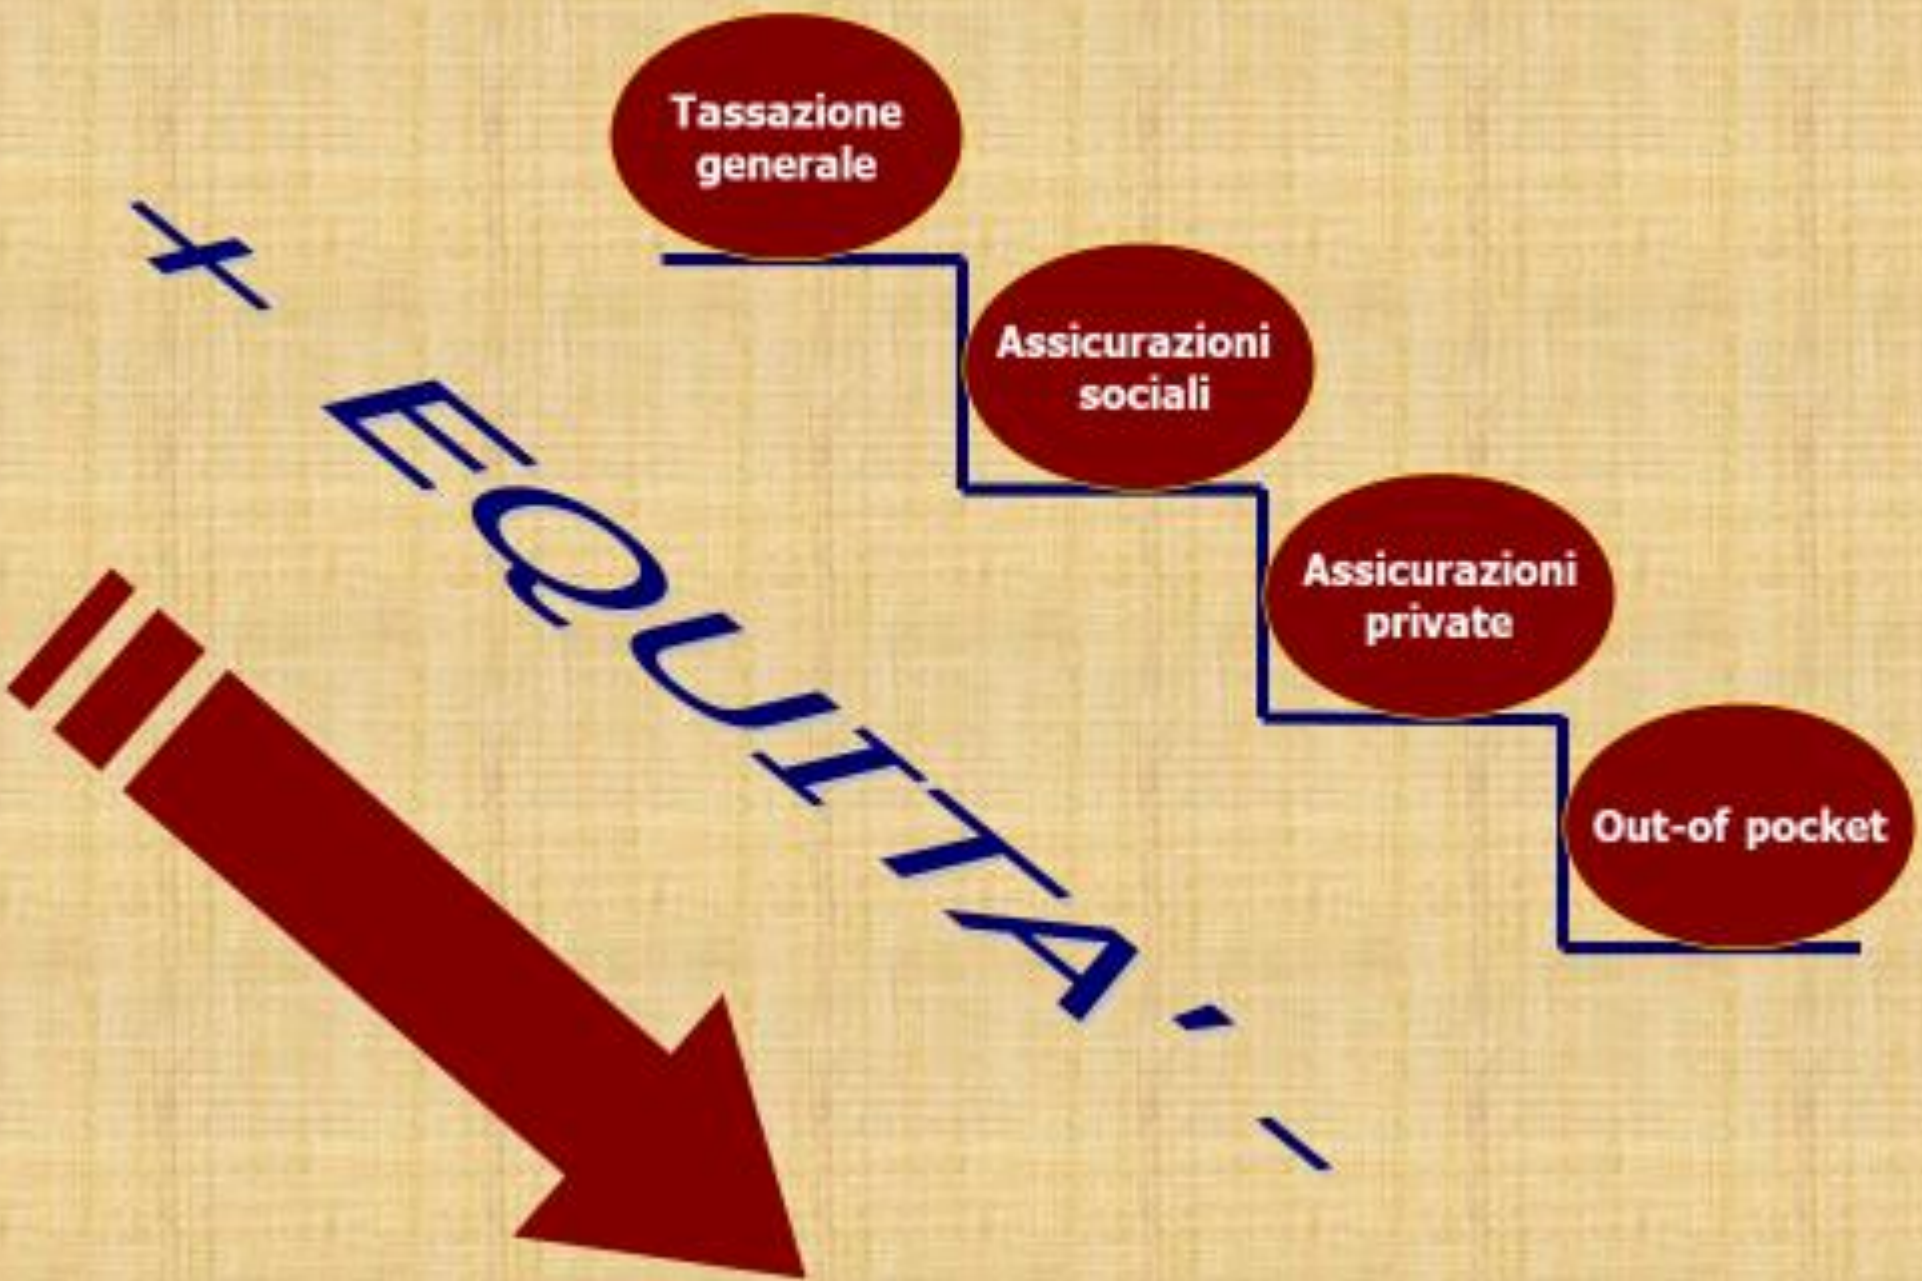 Tassazione
generale
+ EQUITA' -
Assicurazioni
sociali
Assicurazioni
private
Out-of pocket